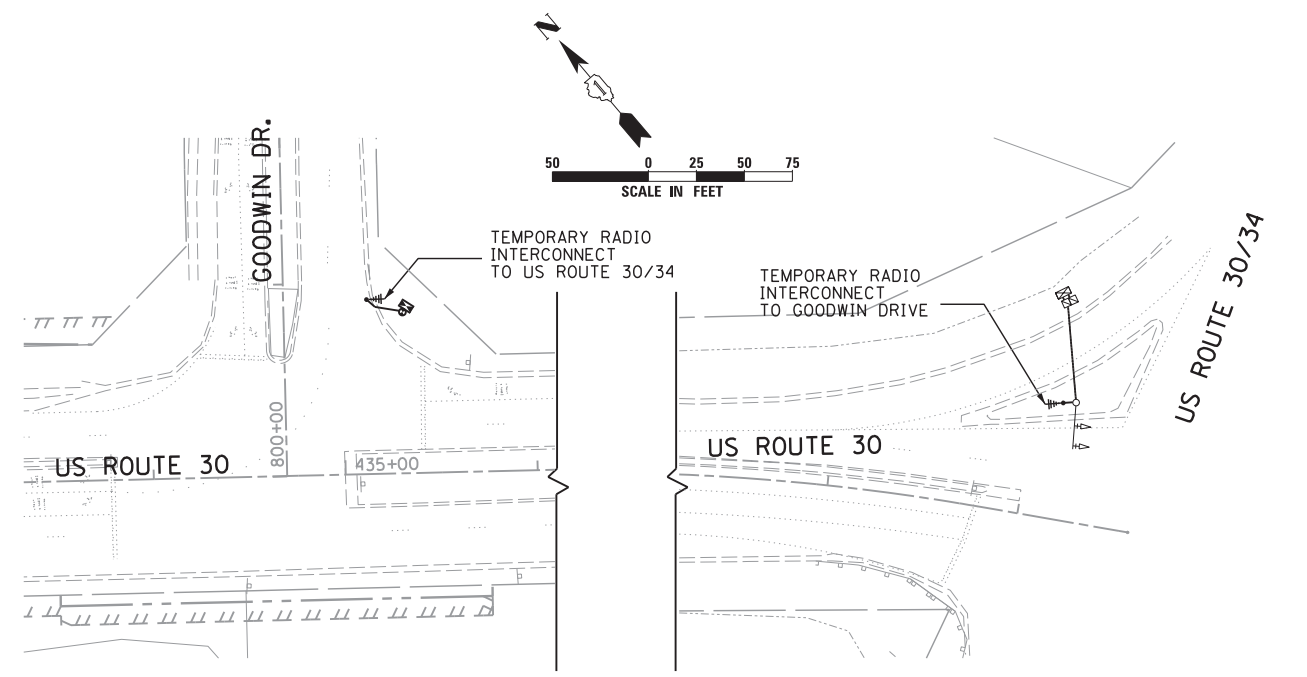 N
50 0 25 50 75
SCALE IN FEET
GOODWIN DR.
TEMPORARY RADIO
INTERCONNECT
TO US ROUTE 30/34
TEMPORARY RADIO
INTERCONNECT
TO GOODWIN DRIVE
US ROUTE 30/34
800+00
US ROUTE 30
435+00
US ROUTE 30